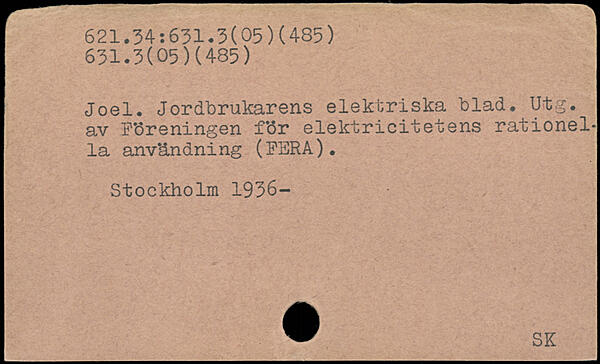 621.34:631.3(05)(485)
631.3(05)(485)
Joel. Jordbrukarens elektriska blad. Utg.
av Föreningen för elektricitetens rationel-
la användning (FERA).
Stockholm 1936-
SK